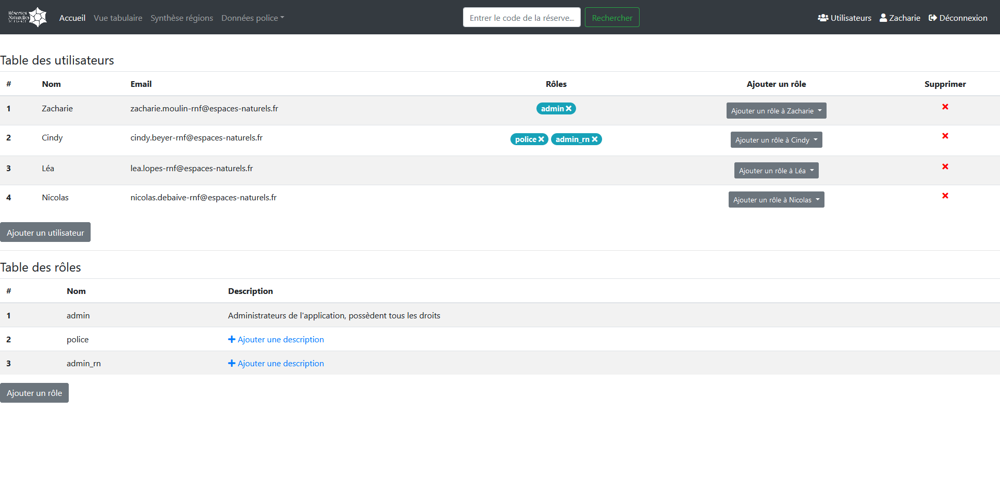 Réserves
Naturelles
DE FRANCE
Accueil Vue tabulaire Synthèse régions Données police Entrer le code de la réserve... Rechercher Utilisateurs Zacharie Déconnexion
Table des utilisateurs
# Nom Email Rôles Ajouter un rôle Supprimer
1 Zacharie zacharie.moulin-rnf@espaces-naturels.fr admin Ajouter un rôle à Zacharie
2 Cindy cindy.beyer-rnf@espaces-naturels.fr police admin_rn Ajouter un rôle à Cindy
3 Léa lea.lopes-rnf@espaces-naturels.fr Ajouter un rôle à Léa
4 Nicolas nicolas.debaive-rnf@espaces-naturels.fr Ajouter un rôle à Nicolas
Ajouter un utilisateur
Table des rôles
# Nom Description
1 admin Administrateurs de l'application, possèdent tous les droits
2 police Ajouter une description
3 admin_rn Ajouter une description
Ajouter un rôle